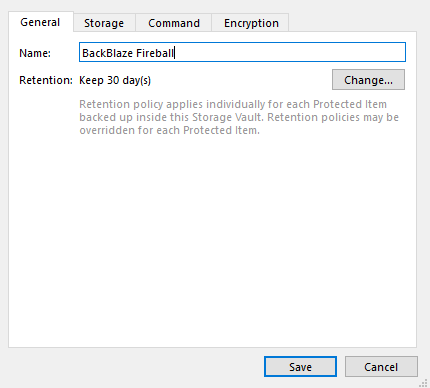 General Storage Command Encryption
Name: BackBlaze Fireball
Retention: Keep 30 day(s) Change...
Retention policy applies individually for each Protected Item
backed up inside this Storage Vault. Retention policies may be
overridden for each Protected Item.
Save Cancel